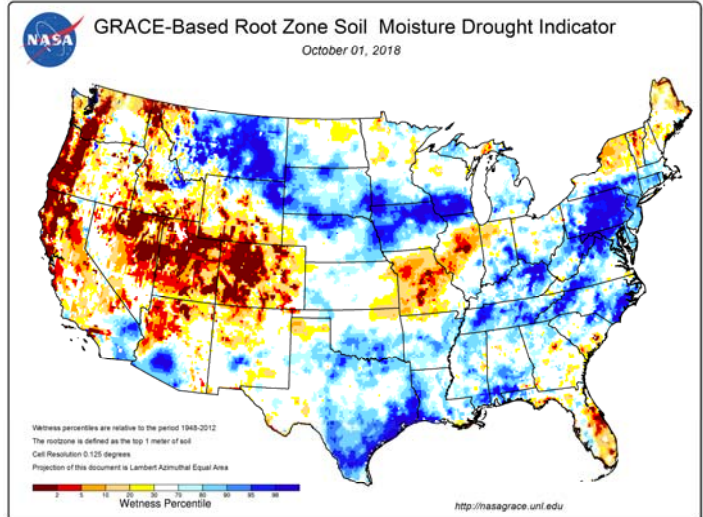 NASA
GRACE-Based Root Zone Soil Moisture Drought Indicator
October 01, 2018
Wetness percentiles are relative to the period 1948-2012
The rootzone is defined as the top 1 meter of soil
Cell Resolution 0.125 degrees
Projection of this document is Lambert Azimuthal Equal Area
2 5 10 20 30 70 80 90 95 98
Wetness Percentile
http://nasagrace.unl.edu